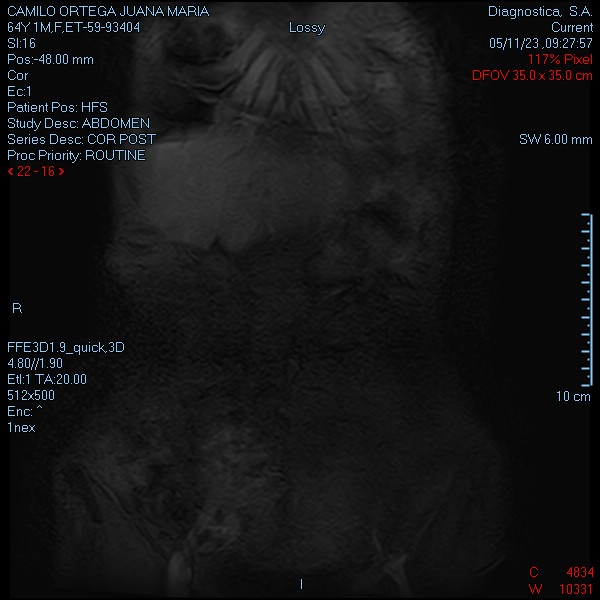 CAMILO ORTEGA JUANA MARIA
64Y 1M,F,ET-59-93404
Sl:16
Pos:-48.00 mm
Cor
Ec:1
Patient Pos: HFS
Study Desc: ABDOMEN
Series Desc: COR POST
Proc Priority: ROUTINE
< 22 - 16 >
Lossy
Diagnostica, S.A.
Current
05/11/23 ,09:27:57
117% Pixel
DFOV 35.0 x 35.0 cm
SW 6.00 mm
R
10 cm
FFE3D1.9_quick,3D
4.80//1.90
Etl:1 TA:20.00
512x500
Enc: ^
1nex
I
C 4834
W 10331